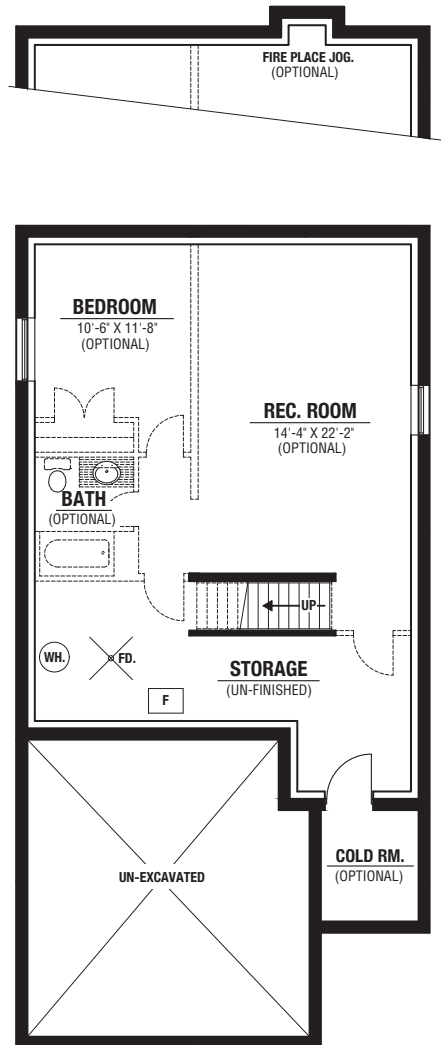 FIRE PLACE JOG.
(OPTIONAL)
BEDROOM
10'-6" X 11'-8"
(OPTIONAL)
REC. ROOM
14'-4" X 22'-2"
(OPTIONAL)
BATH
(OPTIONAL)
UP
WH.
FD.
F
STORAGE
(UN-FINISHED)
COLD RM.
(OPTIONAL)
UN-EXCAVATED